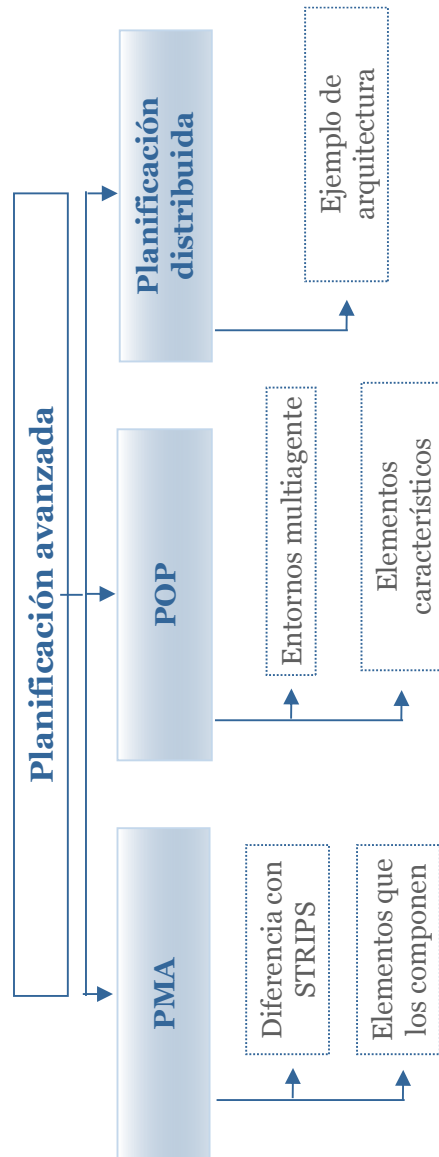 Planificación avanzada
PMA
Diferencia con
STRIPS
Elementos que
los componen
POP
Entornos multiagente
Elementos
característicos
Planificación
distribuida
Ejemplo de
arquitectura